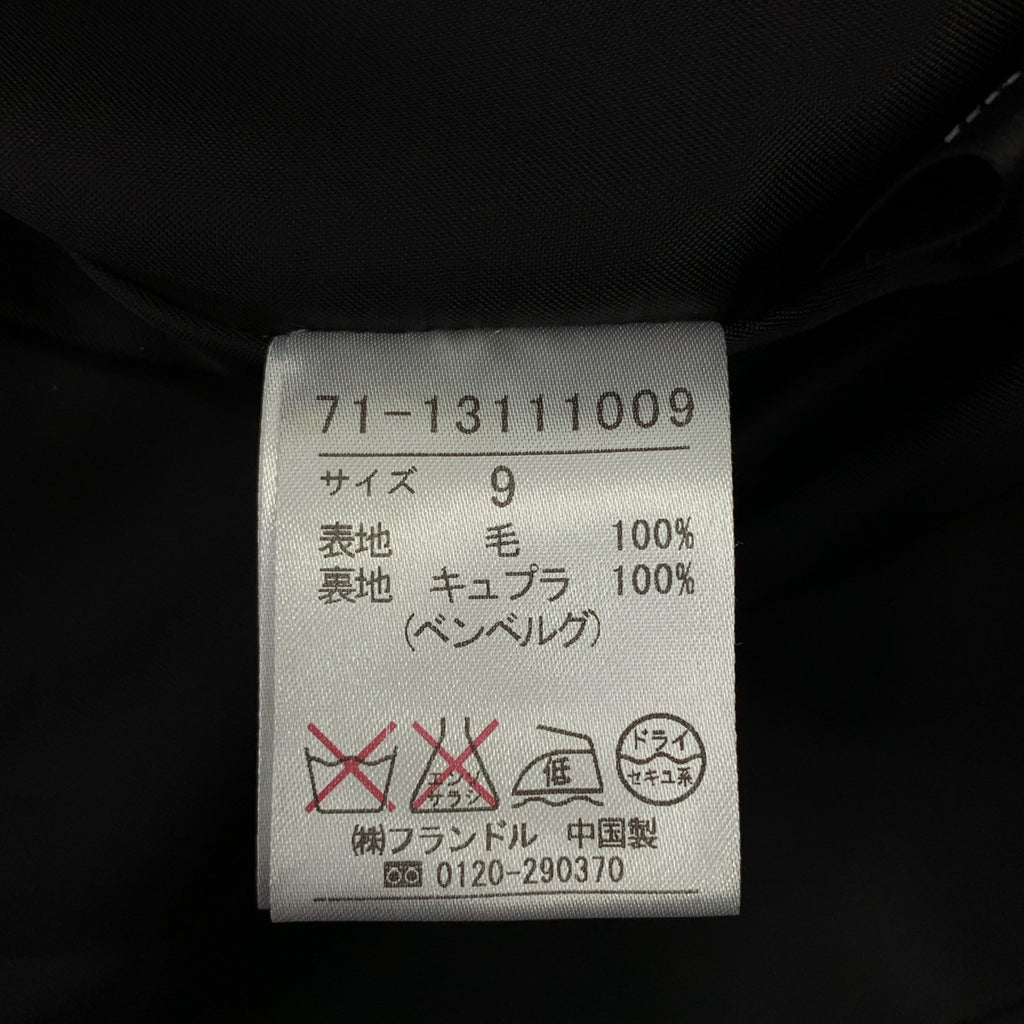 71-13111009
サイズ 9
表地 毛 100%
裏地 キュプラ 100%
(ベンベルグ)
エンソサラシ
低
ドライ
セキユ系
㈱フランドル 中国製
0120-290370